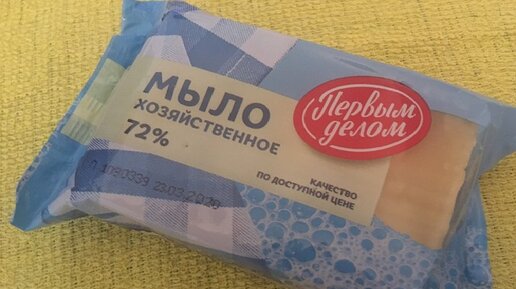 Первым
делом
МЫЛО
ХОЗЯЙСТВЕННОЕ
72%
КАЧЕСТВО
ПО ДОСТУПНОЙ ЦЕНЕ